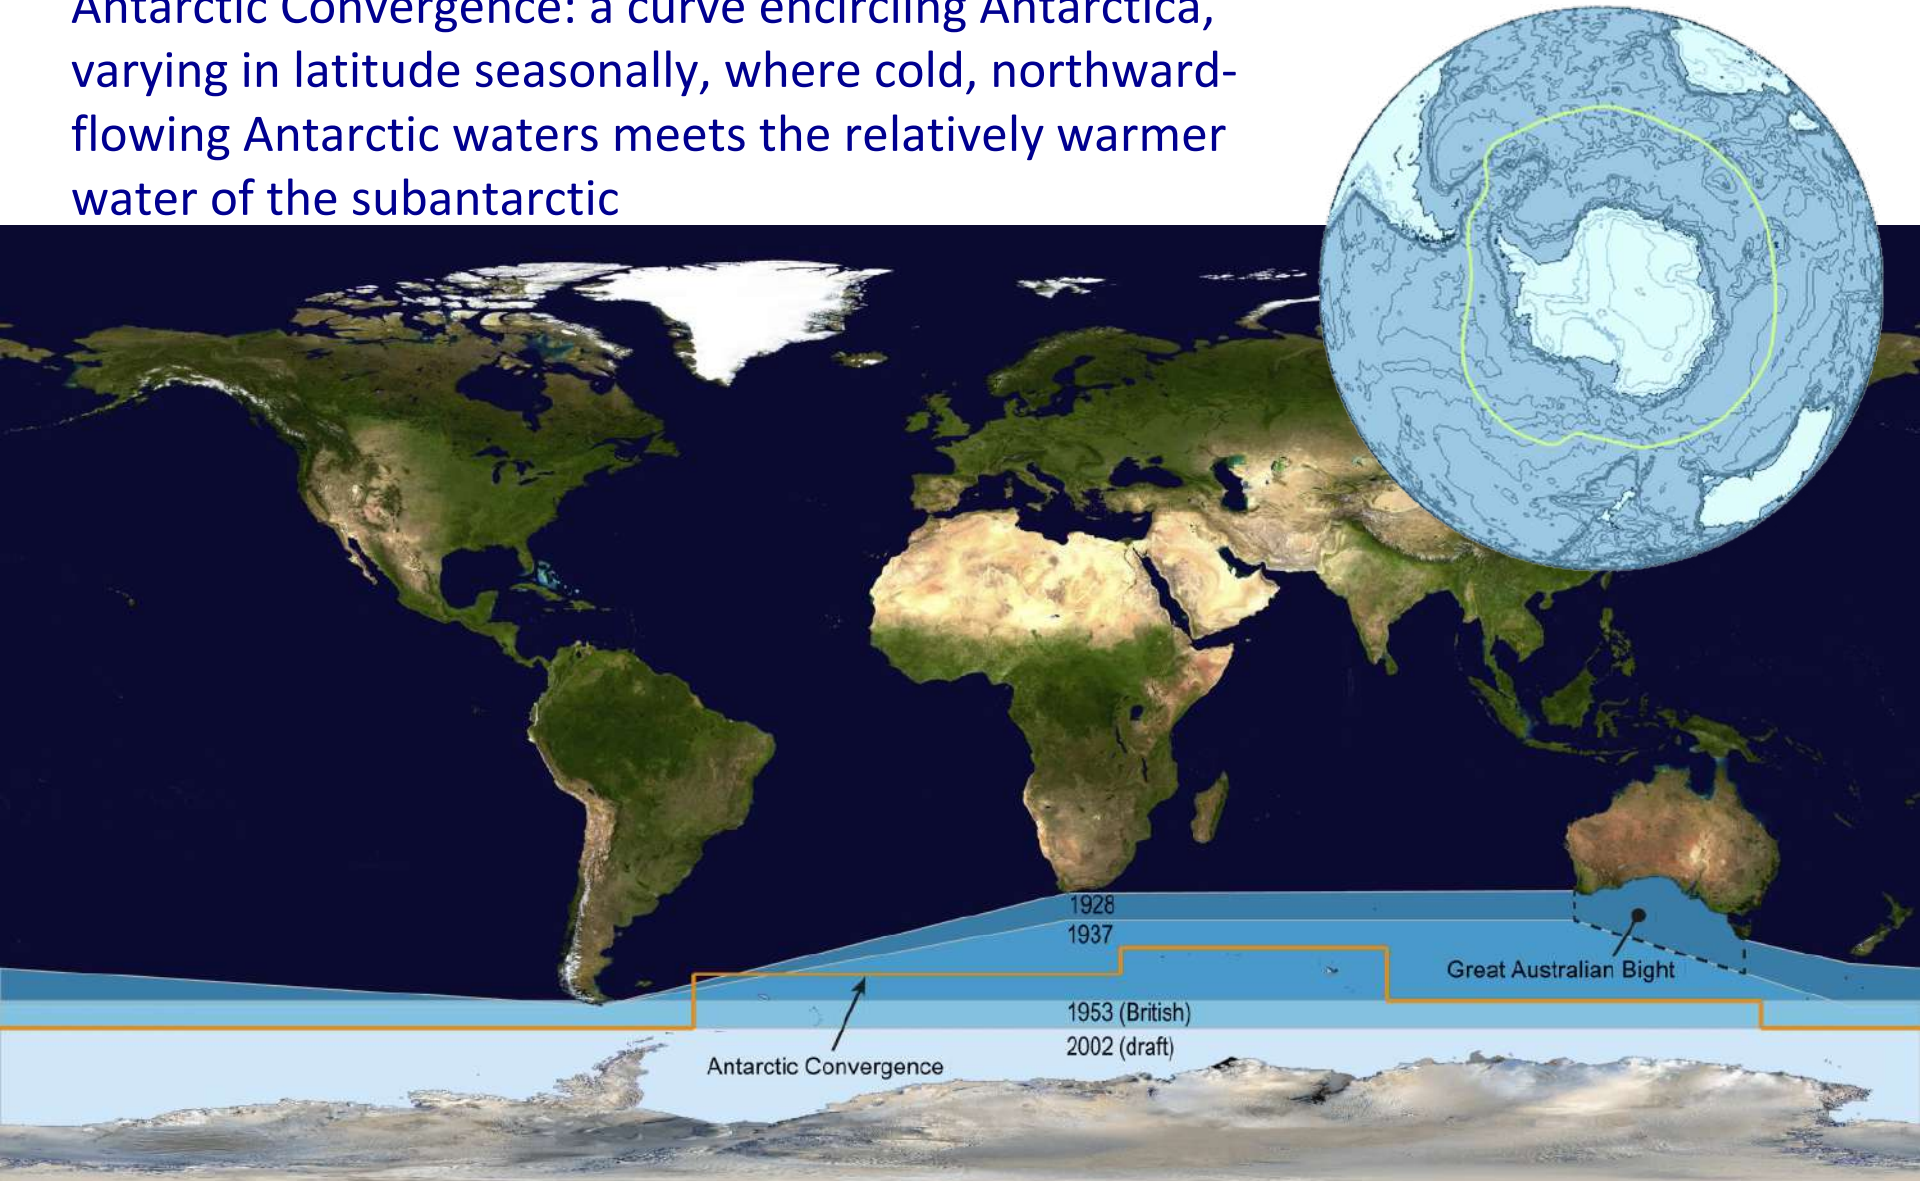 Antarctic Convergence: a curve encircling Antarctica,
varying in latitude seasonally, where cold, northward-
flowing Antarctic waters meets the relatively warmer
water of the subantarctic
1928
1937
Great Australian Bight
1953 (British)
2002 (draft)
Antarctic Convergence